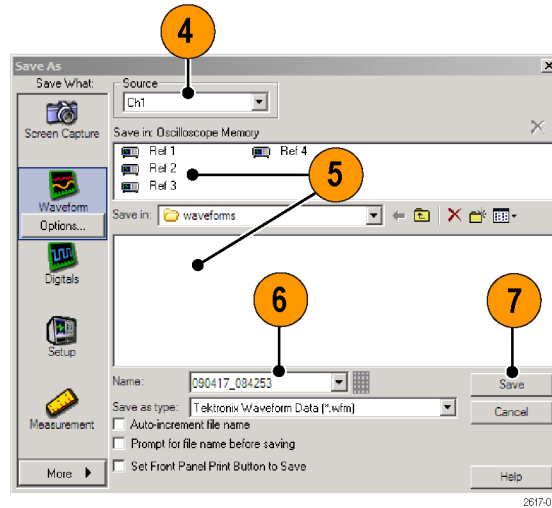 4
Save As
Save What:
Source
Ch1
Screen Capture
Save in: Oscilloscope Memory
Ref 1
Ref 4
Ref 2
Ref 3
5
Waveform
Options...
Save in:
waveforms
Digitals
6
7
Setup
Name:
090417_084253
Save
Save as type:
Tektronix Waveform Data (*.wfm)
Cancel
Measurement
Auto-increment file name
Prompt for file name before saving
Set Front Panel Print Button to Save
More
Help
2617-0